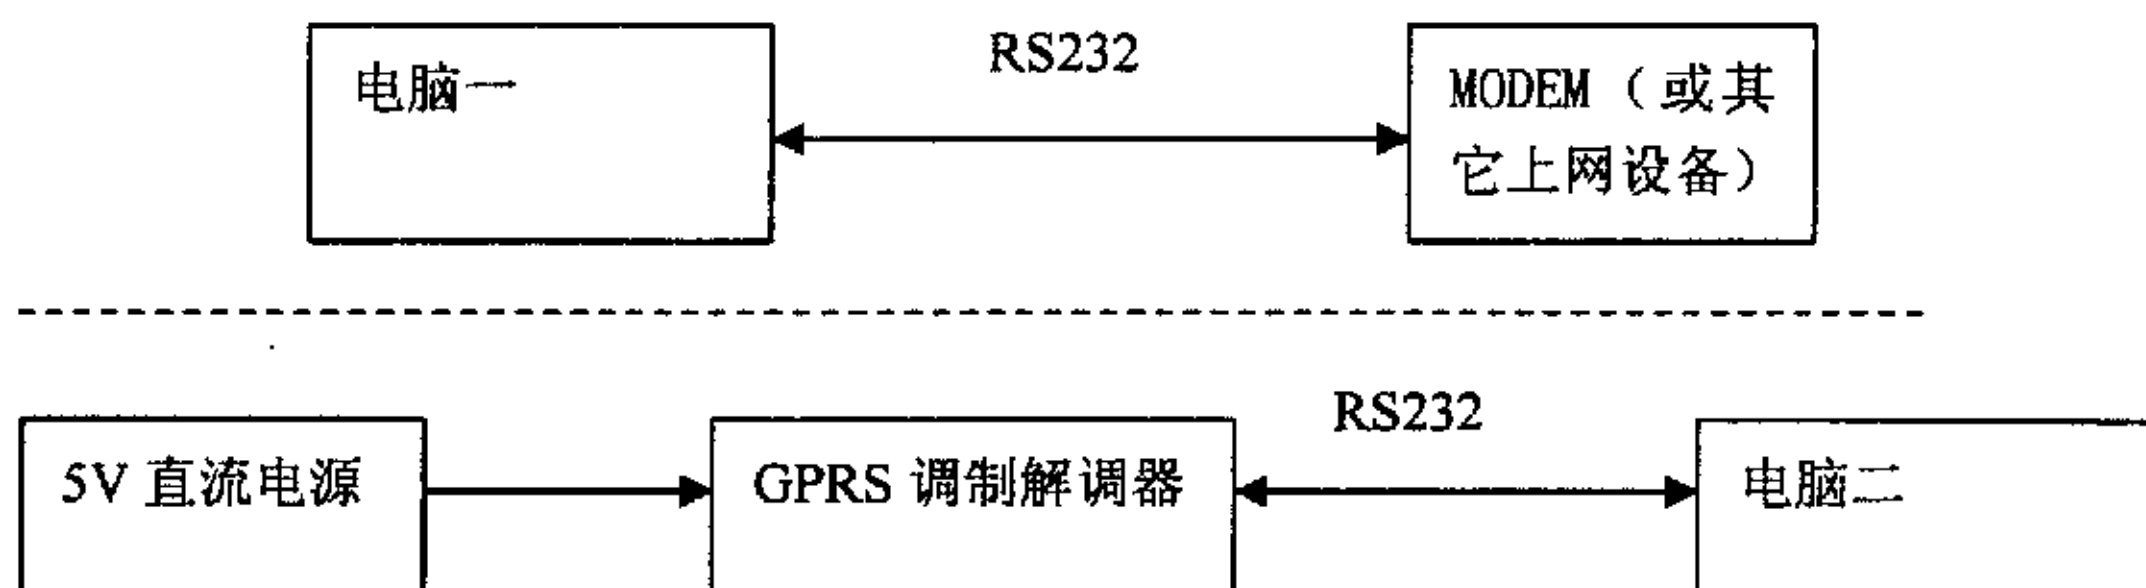 RS232
电脑一
MODEM（或其
它上网设备）
RS232
5V 直流电源
GPRS 调制解调器
电脑二